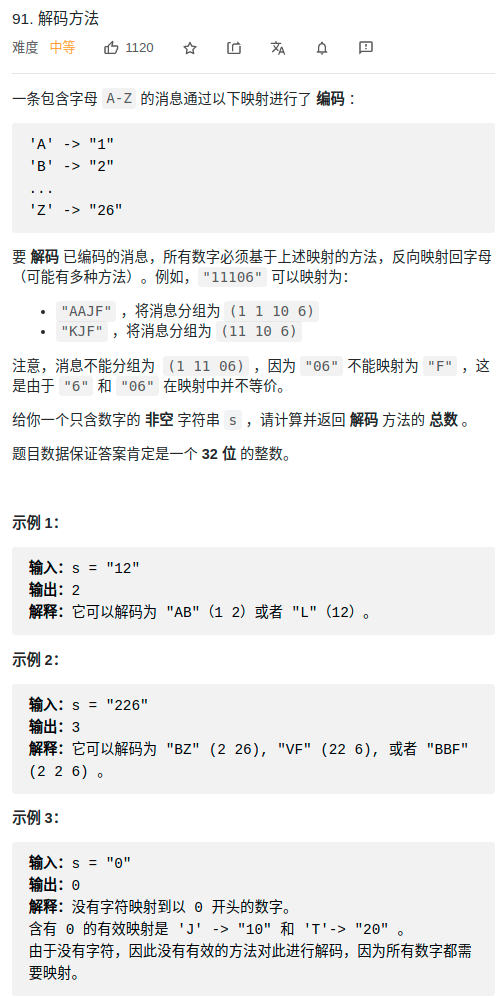 91. 解码方法
难度 中等 1120
一条包含字母 A-Z 的消息通过以下映射进行了 编码 ：
'A' -> "1"
'B' -> "2"
...
'Z' -> "26"
要 解码 已编码的消息，所有数字必须基于上述映射的方法，反向映射回字母
（可能有多种方法）。例如，"11106" 可以映射为：
• "AAJF" ，将消息分组为 (1 1 10 6)
• "KJF" ，将消息分组为 (11 10 6)
注意，消息不能分组为 (1 11 06) ，因为 "06" 不能映射为 "F" ，这
是由于 "6" 和 "06" 在映射中并不等价。
给你一个只含数字的 非空 字符串 s ，请计算并返回 解码 方法的 总数 。
题目数据保证答案肯定是一个 32 位 的整数。
示例 1：
输入：s = "12"
输出：2
解释：它可以解码为 "AB"（1 2）或者 "L"（12）。
示例 2：
输入：s = "226"
输出：3
解释：它可以解码为 "BZ" (2 26), "VF" (22 6), 或者 "BBF"
(2 2 6) 。
示例 3：
输入：s = "0"
输出：0
解释：没有字符映射到以 0 开头的数字。
含有 0 的有效映射是 'J' -> "10" 和 'T'-> "20" 。
由于没有字符，因此没有有效的方法对此进行解码，因为所有数字都需
要映射。